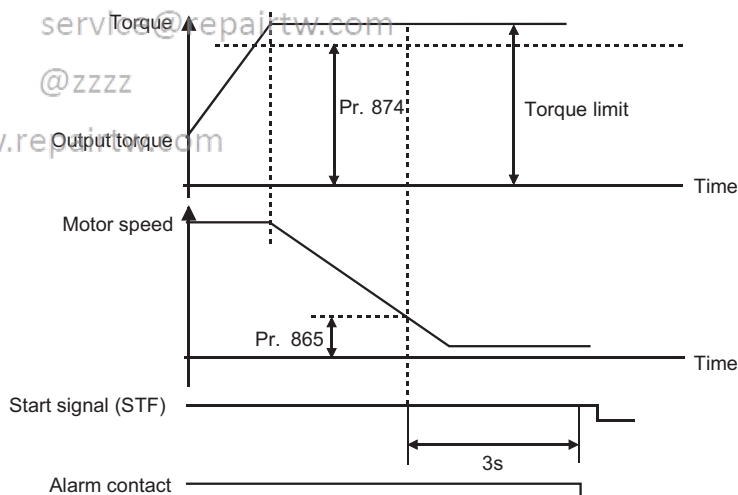 service@repairtw.com
Torque
@zzzz
Pr. 874
Torque limit
w.repairtw.com
Output torque
Time
Motor speed
Pr. 865
Time
Start signal (STF)
3s
Alarm contact